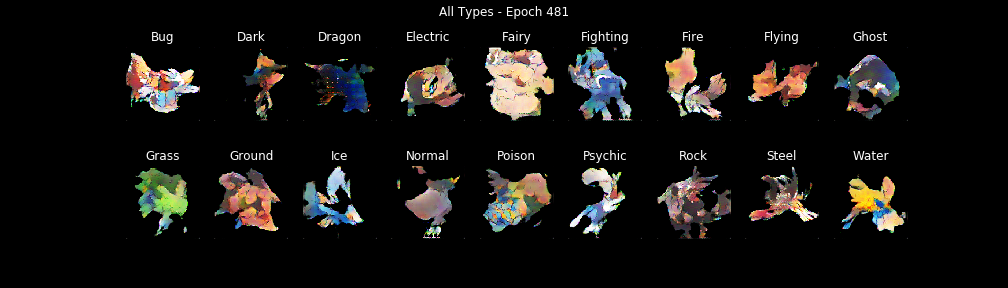 All Types - Epoch 481
Bug Dark Dragon Electric Fairy Fighting Fire Flying Ghost
Grass Ground Ice Normal Poison Psychic Rock Steel Water